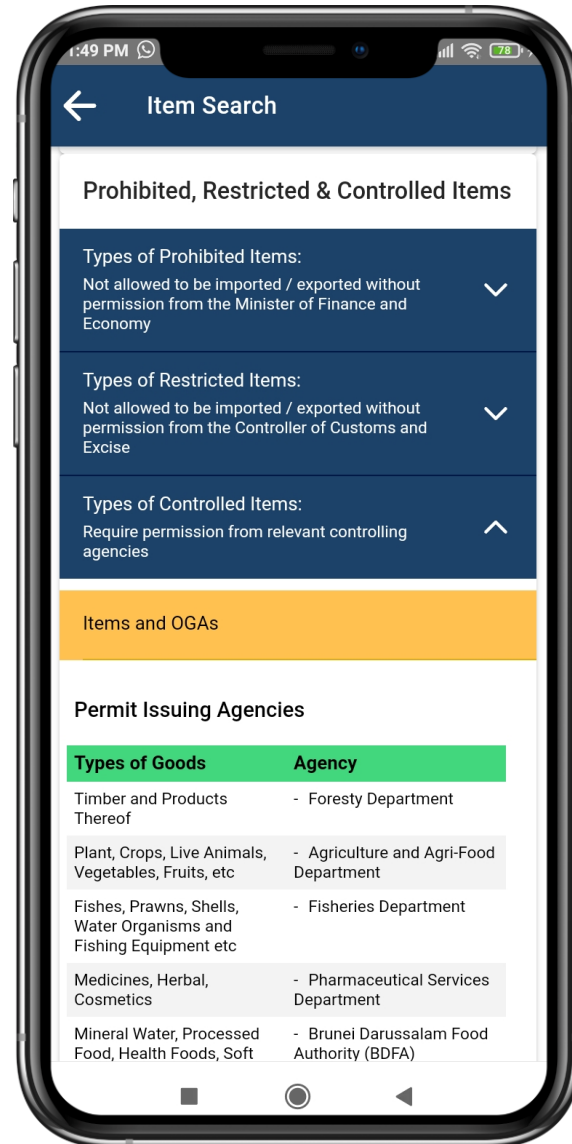 1:49 PM
78
Item Search
Prohibited, Restricted & Controlled Items
Types of Prohibited Items:
Not allowed to be imported / exported without
permission from the Minister of Finance and
Economy
Types of Restricted Items:
Not allowed to be imported / exported without
permission from the Controller of Customs and
Excise
Types of Controlled Items:
Require permission from relevant controlling
agencies
Items and OGAs
Permit Issuing Agencies
Types of Goods Agency
Timber and Products - Foresty Department
Thereof
Plant, Crops, Live Animals, - Agriculture and Agri-Food
Vegetables, Fruits, etc Department
Fishes, Prawns, Shells, - Fisheries Department
Water Organisms and
Fishing Equipment etc
Medicines, Herbal, - Pharmaceutical Services
Cosmetics Department
Mineral Water, Processed - Brunei Darussalam Food
Food, Health Foods, Soft Authority (BDFA)